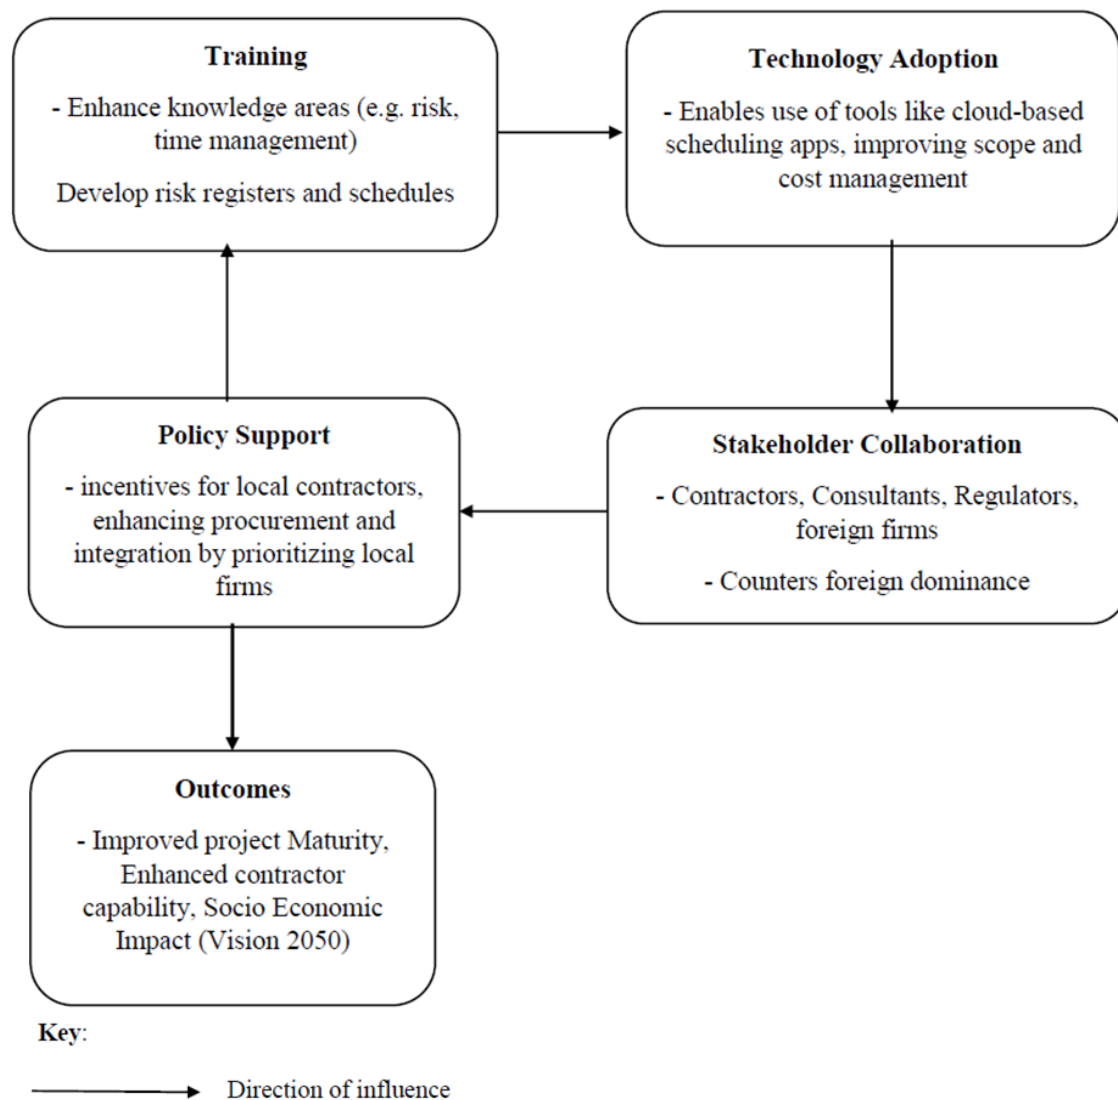 Training
- Enhance knowledge areas (e.g. risk,
time management)
Develop risk registers and schedules
Technology Adoption
- Enables use of tools like cloud-based
scheduling apps, improving scope and
cost management
Policy Support
- incentives for local contractors,
enhancing procurement and
integration by prioritizing local
firms
Stakeholder Collaboration
- Contractors, Consultants, Regulators,
foreign firms
- Counters foreign dominance
Outcomes
- Improved project Maturity,
Enhanced contractor
capability, Socio Economic
Impact (Vision 2050)
Key:
Direction of influence